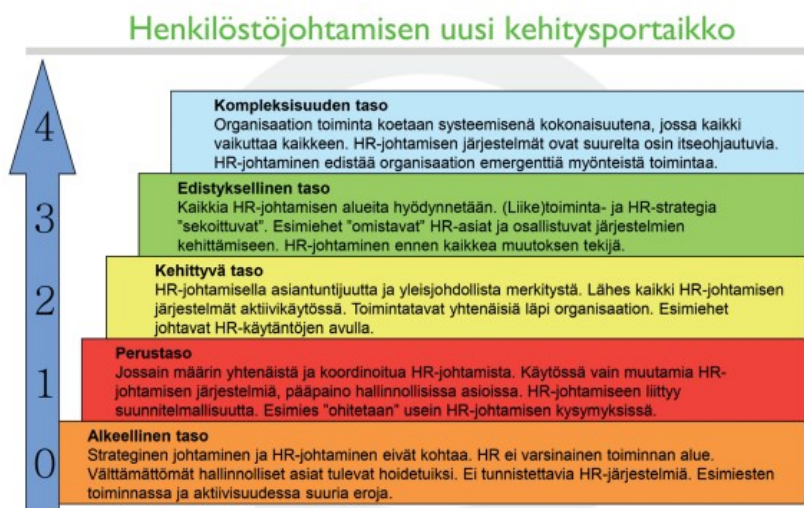 Henkilöstöjohtamisen uusi kehitysportaikko
4
Kompleksisuuden taso
Organisaation toiminta koetaan systeemisenä kokonaisuutena, jossa kaikki
vaikuttaa kaikkeen. HR-johtamisen järjestelmät ovat suurelta osin itseohjautuvia.
HR-johtaminen edistää organisaation emergenttiä myönteistä toimintaa.
3
Edistyksellinen taso
Kaikkia HR-johtamisen alueita hyödynnetään. (Liike)toiminta- ja HR-strategia
"sekoittuvat". Esimiehet "omistavat" HR-asiat ja osallistuvat järjestelmien
kehittämiseen. HR-johtaminen ennen kaikkea muutoksen tekijä.
2
Kehittyvä taso
HR-johtamisella asiantuntijuutta ja yleisjohdollista merkitystä. Lähes kaikki HR-johtamisen
järjestelmät aktiivikäytössä. Toimintatavat yhtenäisiä läpi organisaation. Esimiehet
johtavat HR-käytäntöjen avulla.
1
Perustaso
Jossain määrin yhtenäistä ja koordinoitua HR-johtamista. Käytössä vain muutamia HR-
johtamisen järjestelmiä, pääpaino hallinnollisissa asioissa. HR-johtamiseen liittyy
suunnitelmallisuutta. Esimies "ohitetaan" usein HR-johtamisen kysymyksissä.
0
Alkeellinen taso
Strateginen johtaminen ja HR-johtaminen eivät kohtaa. HR ei varsinainen toiminnan alue.
Välttämättömät hallinnolliset asiat tulevat hoidetuiksi. Ei tunnistettavia HR-järjestelmiä. Esimiesten
toiminnassa ja aktiivisuudessa suuria eroja.